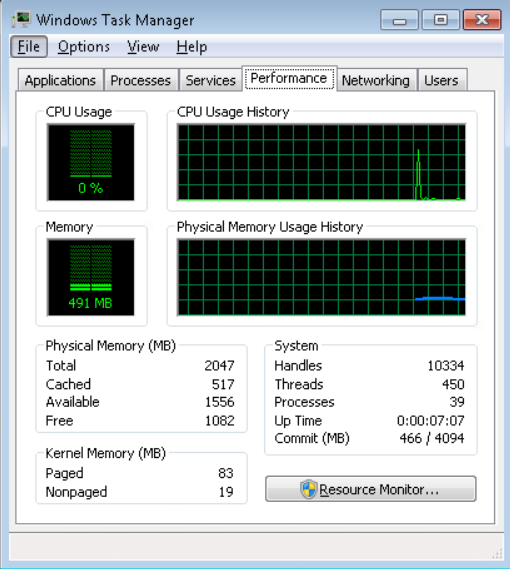 Windows Task Manager
File Options View Help
Applications Processes Services Performance Networking Users
CPU Usage
0 %
CPU Usage History
Memory
491 MB
Physical Memory Usage History
Physical Memory (MB)
Total 2047
Cached 517
Available 1556
Free 1082
System
Handles 10334
Threads 450
Processes 39
Up Time 0:00:07:07
Commit (MB) 466 / 4094
Kernel Memory (MB)
Paged 83
Nonpaged 19
Resource Monitor...